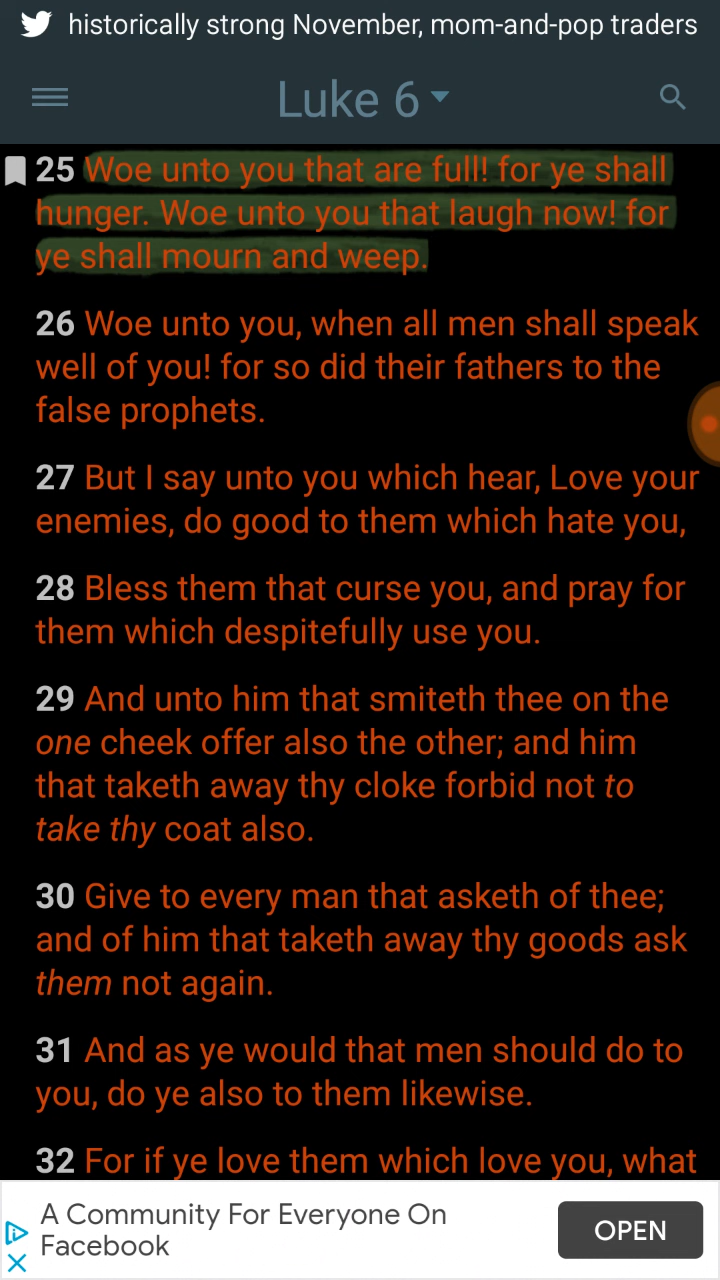 historically strong November, mom-and-pop traders
Luke 6
25 Woe unto you that are full! for ye shall
hunger. Woe unto you that laugh now! for
ye shall mourn and weep.
26 Woe unto you, when all men shall speak
well of you! for so did their fathers to the
false prophets.
27 But I say unto you which hear, Love your
enemies, do good to them which hate you,
28 Bless them that curse you, and pray for
them which despitefully use you.
29 And unto him that smiteth thee on the
one cheek offer also the other; and him
that taketh away thy cloke forbid not to
take thy coat also.
30 Give to every man that asketh of thee;
and of him that taketh away thy goods ask
them not again.
31 And as ye would that men should do to
you, do ye also to them likewise.
32 For if ye love them which love you, what
A Community For Everyone On
Facebook
OPEN